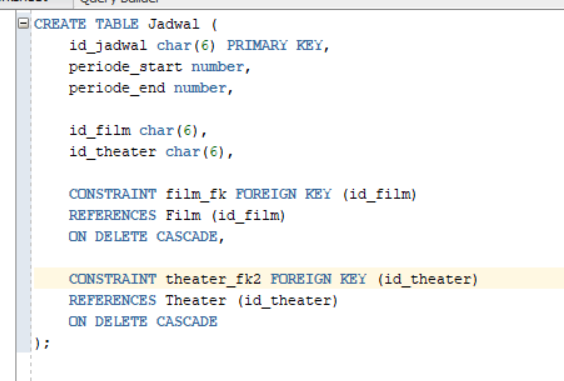 Query Builder
CREATE TABLE Jadwal (
id_jadwal char(6) PRIMARY KEY,
periode_start number,
periode_end number,
id_film char(6),
id_theater char(6),
CONSTRAINT film_fk FOREIGN KEY (id_film)
REFERENCES Film (id_film)
ON DELETE CASCADE,
CONSTRAINT theater_fk2 FOREIGN KEY (id_theater)
REFERENCES Theater (id_theater)
ON DELETE CASCADE
);